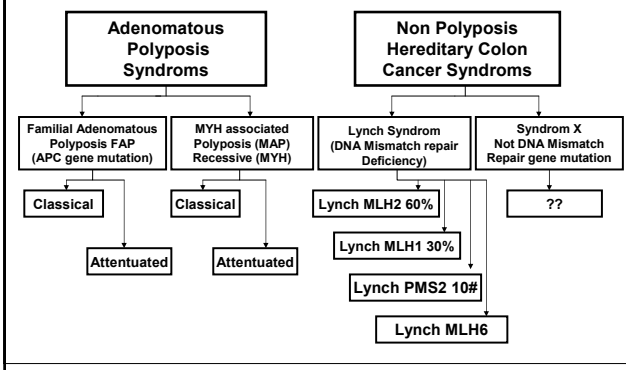 Adenomatous
Polyposis
Syndroms
Non Polyposis
Hereditary Colon
Cancer Syndroms
Familial Adenomatous
Polyposis FAP
(APC gene mutation)
MYH associated
Polyposis (MAP)
Recessive (MYH)
Lynch Syndrom
(DNA Mismatch repair
Deficiency)
Syndrom X
Not DNA Mismatch
Repair gene mutation
Classical
Attentuated
Classical
Attentuated
Lynch MLH2 60%
Lynch MLH1 30%
Lynch PMS2 10#
Lynch MLH6
??